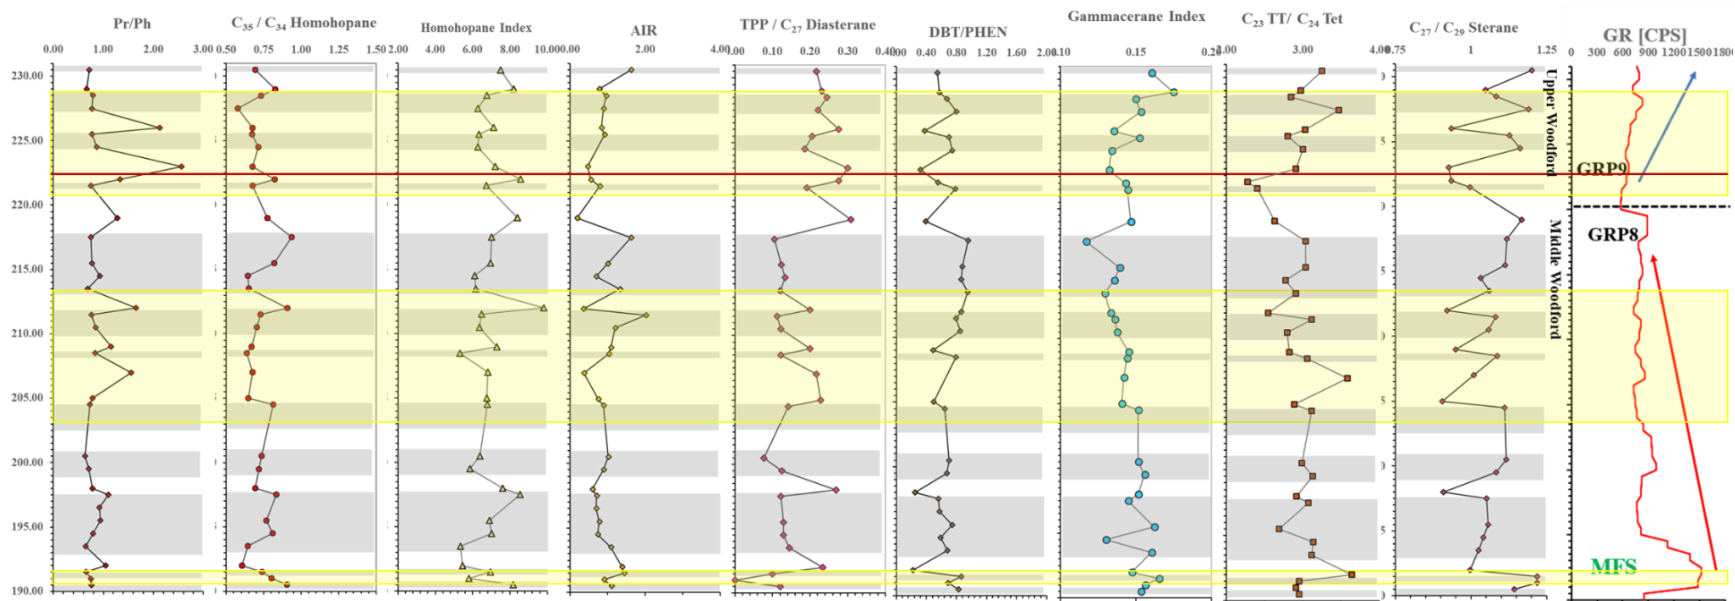 Pr/Ph
C35 / C34 Homohopane
Homohopane Index
AIR
TPP / C27 Diasterane
DBT/PHEN
Gammacerane Index
C23 TT/ C24 Tet
C27 / C29 Sterane
GR [CPS]
0.00 1.00 2.00 3.00
0.50 0.75 1.00 1.25 1.50
2.00 4.00 6.00 8.00 10.00
0.00 2.00 4.00
0.00 0.10 0.20 0.30 0.40
0.00 0.40 0.80 1.20 1.60 2.00
0.10 0.15 0.20
2.00 3.00 4.00
0.75 1 1.25
0 300 600 900 1200 1500 1800
230.00
225.00
220.00
215.00
210.00
205.00
200.00
195.00
190.00
Upper Woodford
Middle Woodford
GRP9
GRP8
MFS